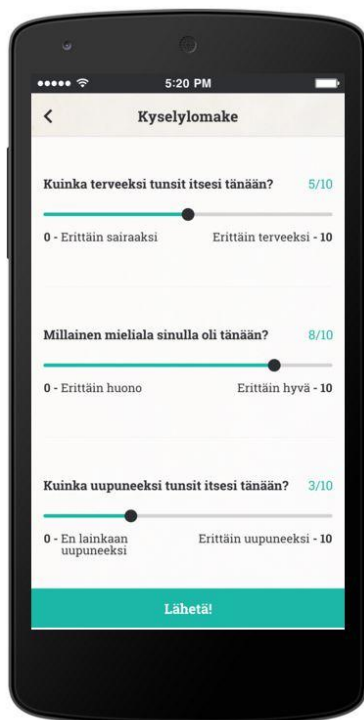 5:20 PM
Kyselylomake
Kuinka terveeksi tunsit itsesi tänään? 5/10
0 - Erittäin sairaaksi Erittäin terveeksi - 10
Millainen mieliala sinulla oli tänään? 8/10
0 - Erittäin huono Erittäin hyvä - 10
Kuinka uupuneeksi tunsit itsesi tänään? 3/10
0 - En lainkaan Erittäin uupuneeksi - 10
uupuneeksi
Lähetä!